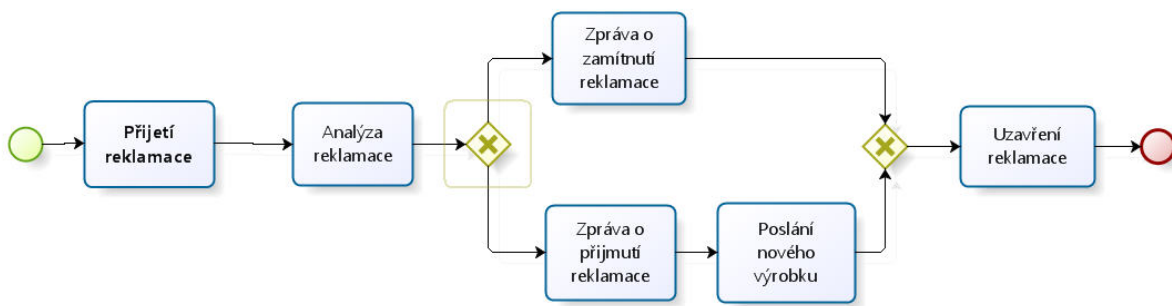 Přijetí
reklamace
Analýza
reklamace
Zpráva o
zamítnutí
reklamace
Zpráva o
přijmutí
reklamace
Poslání
nového
výrobku
Uzavření
reklamace